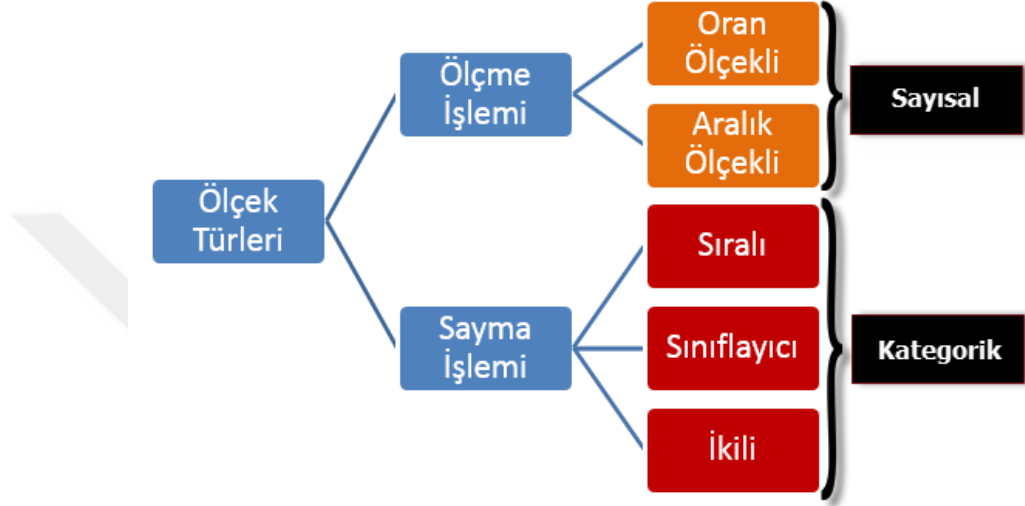 Ölçek
Türleri
Ölçme
İşlemi
Oran
Ölçekli
Aralık
Ölçekli
Sayısal
Sayma
İşlemi
Sıralı
Sınıflayıcı
İkili
Kategorik